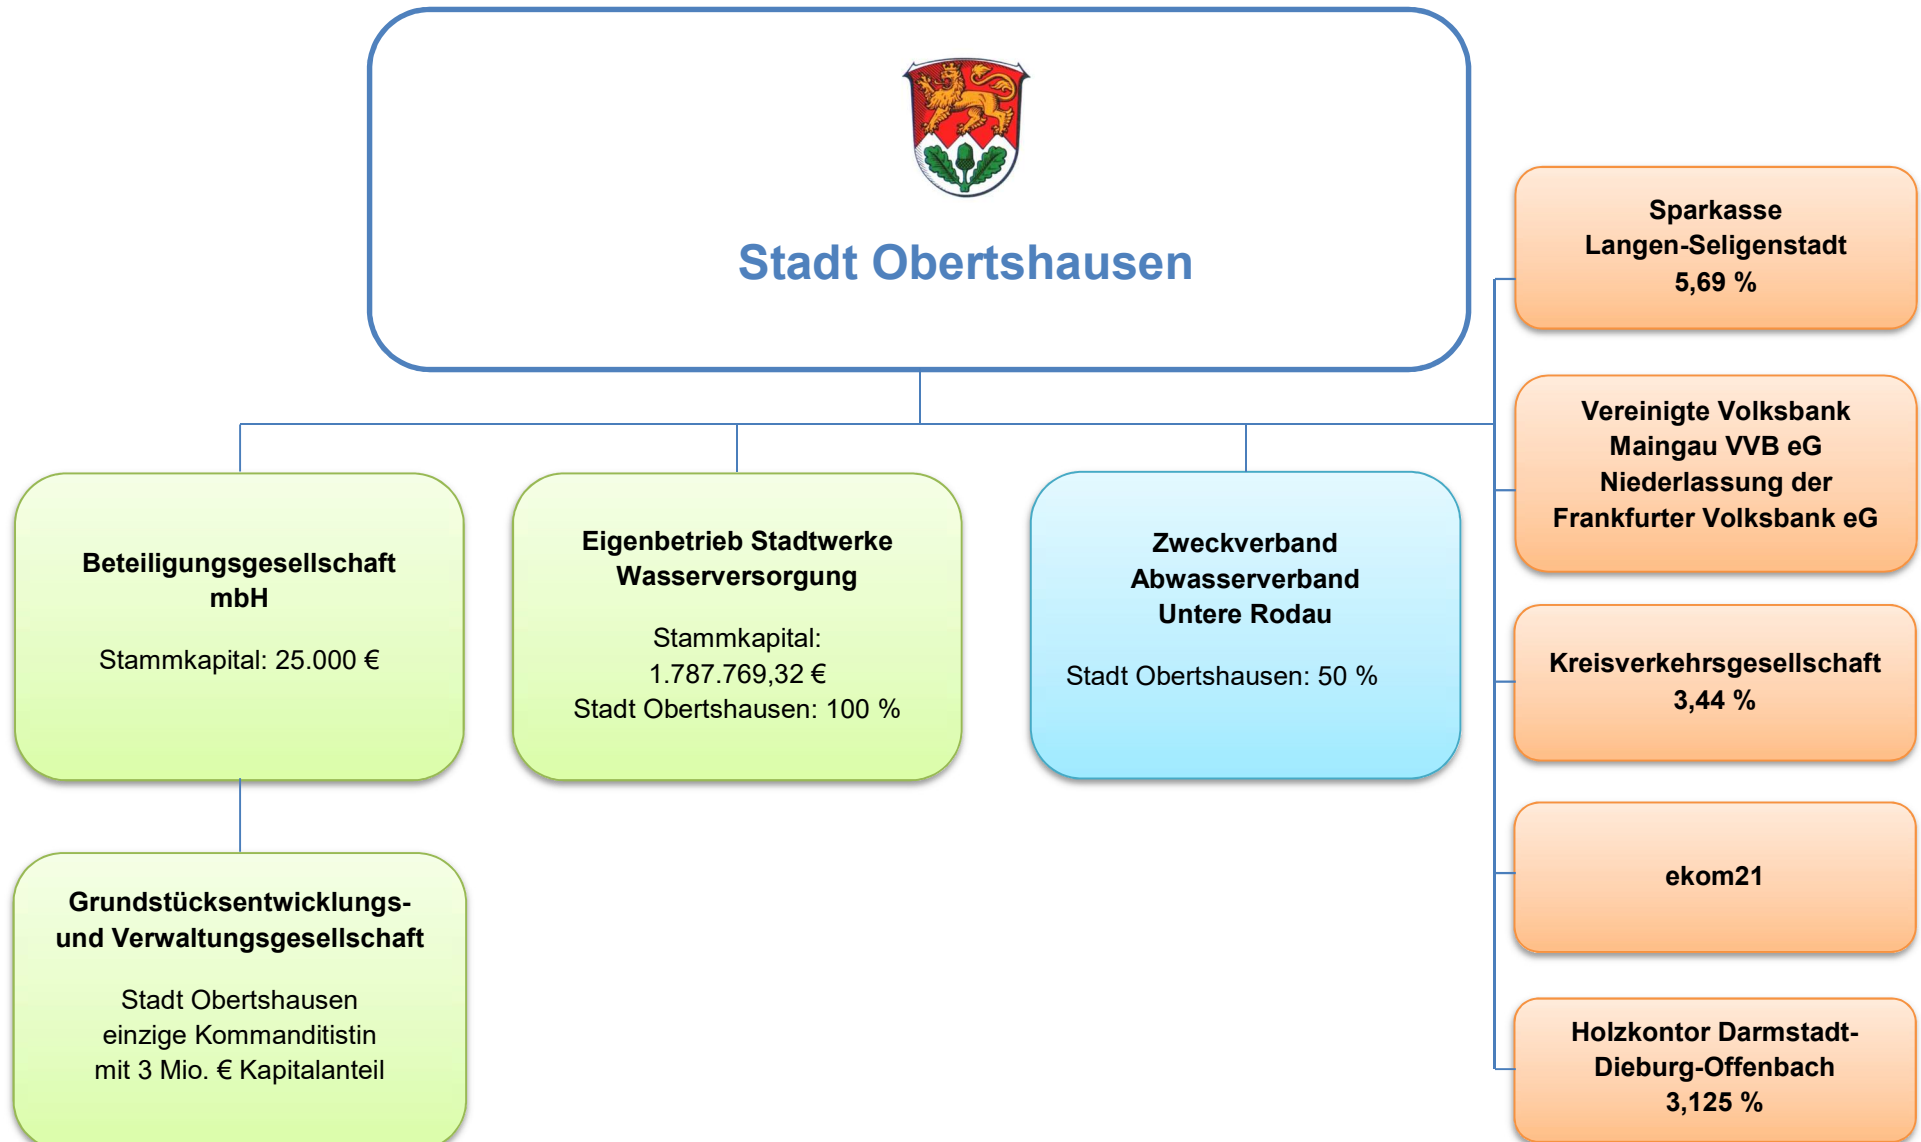 Stadt Obertshausen
Beteiligungsgesellschaft
mbH
Stammkapital: 25.000 €
Eigenbetrieb Stadtwerke
Wasserversorgung
Stammkapital:
1.787.769,32 €
Stadt Obertshausen: 100 %
Zweckverband
Abwasserverband
Untere Rodau
Stadt Obertshausen: 50 %
Grundstücksentwicklungs-
und Verwaltungsgesellschaft
Stadt Obertshausen
einzige Kommanditistin
mit 3 Mio. € Kapitalanteil
Sparkasse
Langen-Seligenstadt
5,69 %
Vereinigte Volksbank
Maingau VVB eG
Niederlassung der
Frankfurter Volksbank eG
Kreisverkehrsgesellschaft
3,44 %
ekom21
Holzkontor Darmstadt-
Dieburg-Offenbach
3,125 %